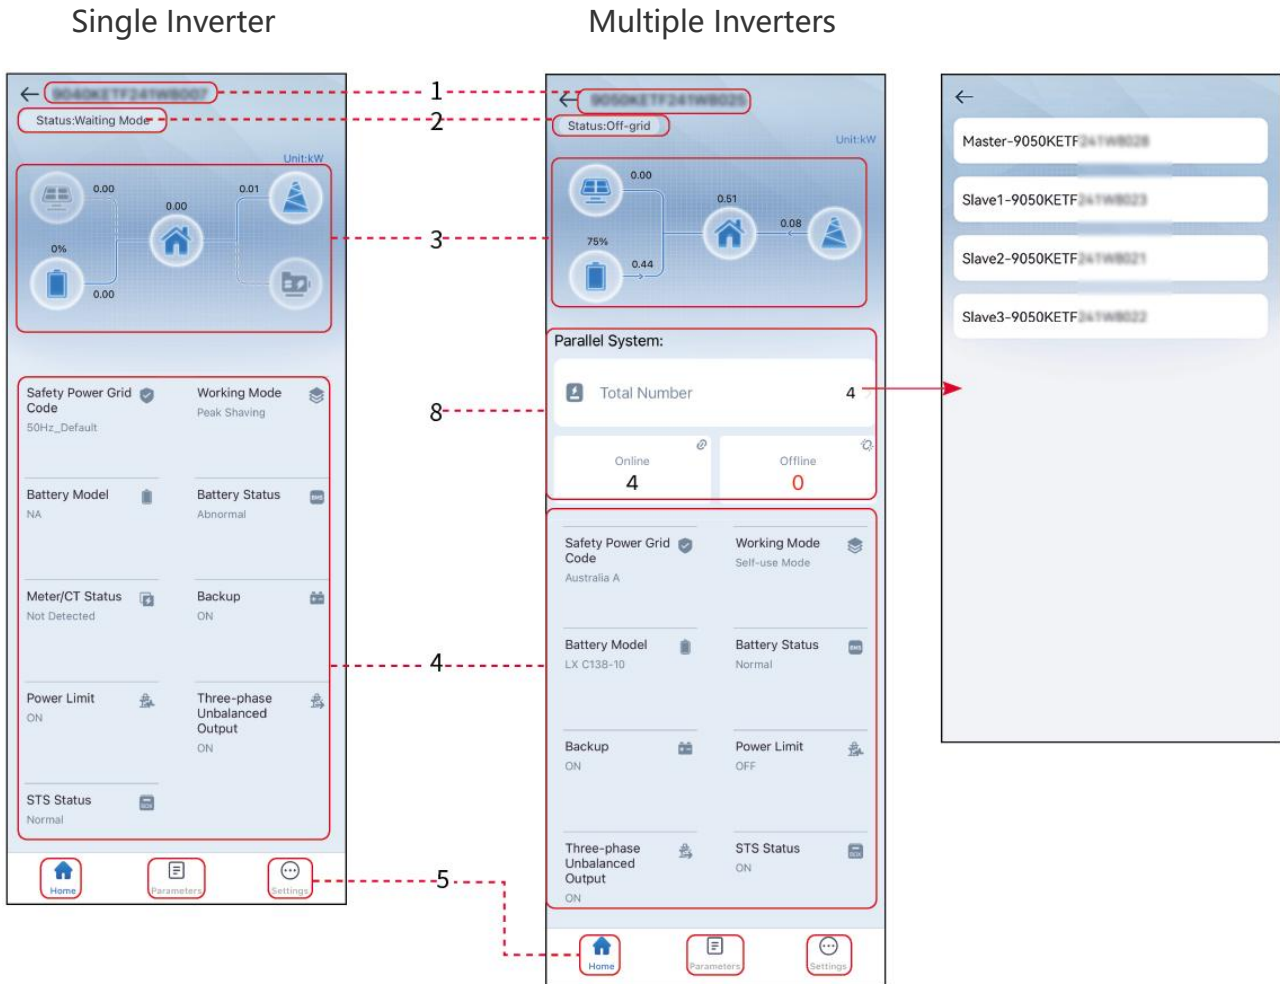 Single Inverter
Multiple Inverters
1
2
3
8
4
5
Status:Waiting Mode
Unit:kW
0.00
0.01
0.00
0%
0.00
Safety Power Grid
Code
50Hz_Default
Working Mode
Peak Shaving
Battery Model
NA
Battery Status
Abnormal
Meter/CT Status
Not Detected
Backup
ON
Power Limit
ON
Three-phase
Unbalanced
Output
ON
STS Status
Normal
Home
Parameters
Settings
Status:Off-grid
Unit:kW
0.00
0.51
0.08
75%
0.44
Parallel System:
Total Number
4
Online
4
Offline
0
Safety Power Grid
Code
Australia A
Working Mode
Self-use Mode
Battery Model
LX C138-10
Battery Status
Normal
Backup
ON
Power Limit
OFF
Three-phase
Unbalanced
Output
ON
STS Status
ON
Home
Parameters
Settings
Master-9050KETF
Slave1-9050KETF
Slave2-9050KETF
Slave3-9050KETF